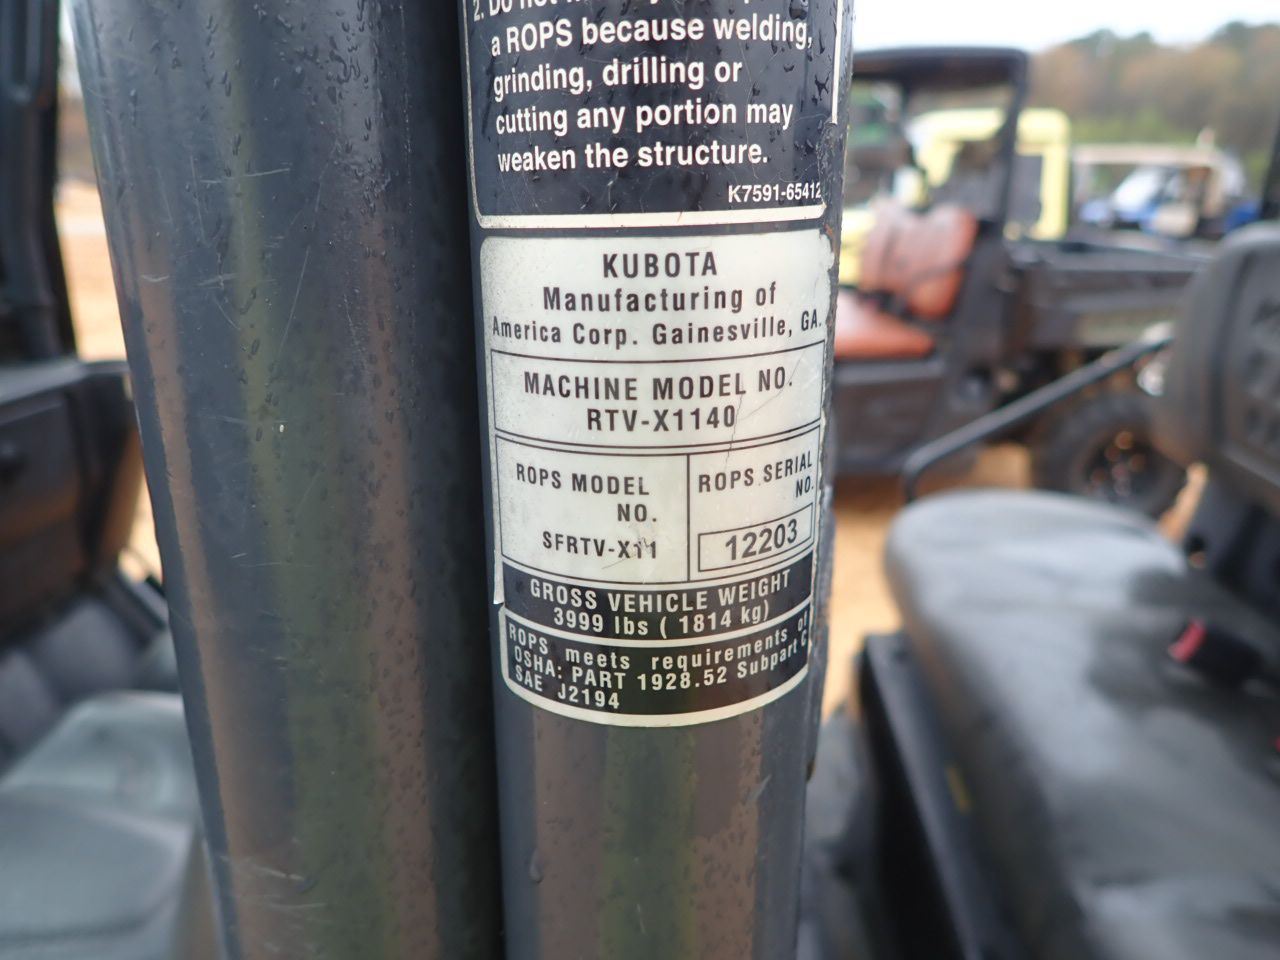 a ROPS because welding,
grinding, drilling or
cutting any portion may
weaken the structure.
K7591-65412
KUBOTA
Manufacturing of
America Corp. Gainesville, GA.
MACHINE MODEL NO.
RTV-X1140
ROPS MODEL
NO.
SFRTV-X11
ROPS SERIAL
NO.
12203
GROSS VEHICLE WEIGHT
3999 lbs ( 1814 kg)
ROPS meets requirements of
OSHA: PART 1928.52 Subpart C
SAE J2194